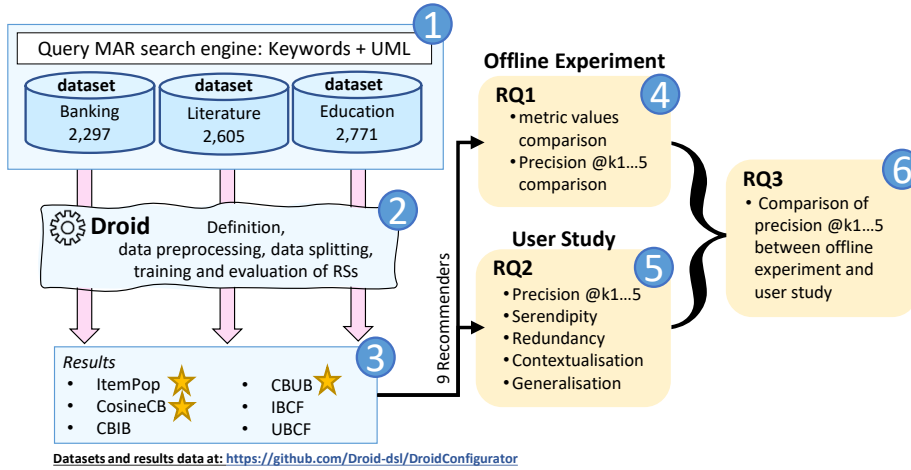 1
Query MAR search engine: Keywords + UML
dataset
Banking
2,297
dataset
Literature
2,605
dataset
Education
2,771
2
Droid
Definition,
data preprocessing, data splitting,
training and evaluation of RSs
3
Results
• ItemPop
• CosineCB
• CBIB
• CBUB
• IBCF
• UBCF
9 Recommenders
Offline Experiment
4
RQ1
• metric values
comparison
• Precision @k1...5
comparison
User Study
5
RQ2
• Precision @k1...5
• Serendipity
• Redundancy
• Contextualisation
• Generalisation
6
RQ3
• Comparison of
precision @k1...5
between offline
experiment and
user study
Datasets and results data at: https://github.com/Droid-dsl/DroidConfigurator